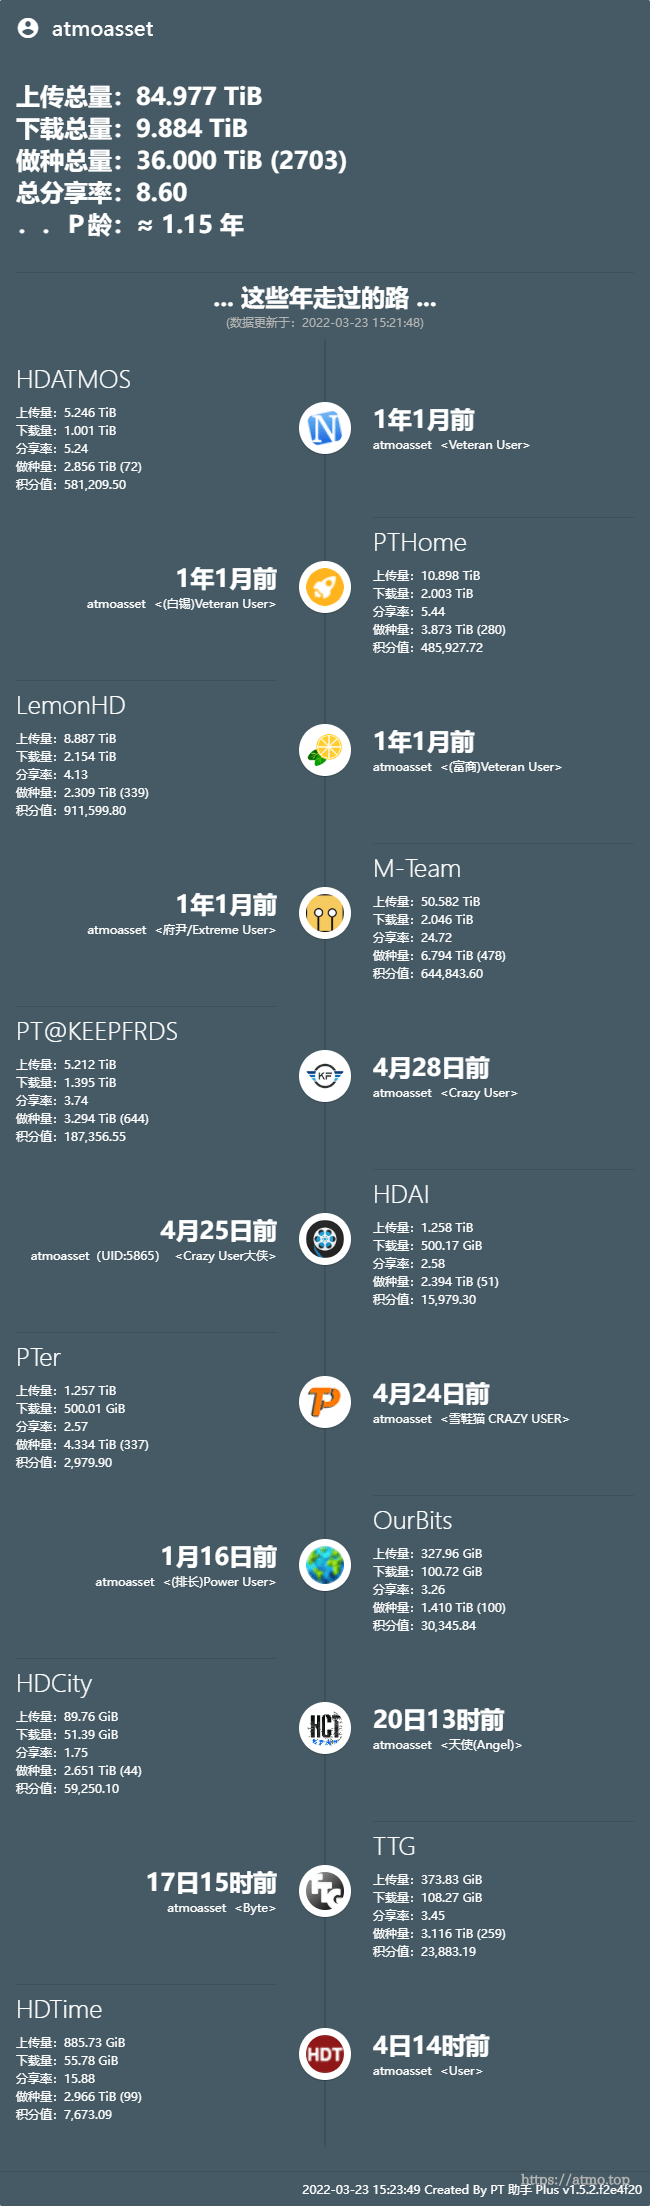 atmoasset
上传总量：84.977 TiB
下载总量：9.884 TiB
做种总量：36.000 TiB (2703)
总分享率：8.60
．．P龄：≈ 1.15 年
... 这些年走过的路 ...
(数据更新于：2022-03-23 15:21:48)
HDATMOS
上传量：5.246 TiB
下载量：1.001 TiB
分享率：5.24
做种量：2.856 TiB (72)
积分值：581,209.50
N
1年1月前
atmoasset <Veteran User>
PTHome
上传量：10.898 TiB
下载量：2.003 TiB
分享率：5.44
做种量：3.873 TiB (280)
积分值：485,927.72
1年1月前
atmoasset <(白锡)Veteran User>
LemonHD
上传量：8.887 TiB
下载量：2.154 TiB
分享率：4.13
做种量：2.309 TiB (339)
积分值：911,599.80
1年1月前
atmoasset <(富商)Veteran User>
M-Team
上传量：50.582 TiB
下载量：2.046 TiB
分享率：24.72
做种量：6.794 TiB (478)
积分值：644,843.60
1年1月前
atmoasset <府尹/Extreme User>
PT@KEEPFRDS
上传量：5.212 TiB
下载量：1.395 TiB
分享率：3.74
做种量：3.294 TiB (644)
积分值：187,356.55
KF
4月28日前
atmoasset <Crazy User>
HDAI
上传量：1.258 TiB
下载量：500.17 GiB
分享率：2.58
做种量：2.394 TiB (51)
积分值：15,979.30
4月25日前
atmoasset（UID:5865） <Crazy User大侠>
PTer
上传量：1.257 TiB
下载量：500.01 GiB
分享率：2.57
做种量：4.334 TiB (337)
积分值：2,979.90
TP
4月24日前
atmoasset <雪鞋猫 CRAZY USER>
OurBits
上传量：327.96 GiB
下载量：100.72 GiB
分享率：3.26
做种量：1.410 TiB (100)
积分值：30,345.84
1月16日前
atmoasset <(排长)Power User>
HDCity
上传量：89.76 GiB
下载量：51.39 GiB
分享率：1.75
做种量：2.651 TiB (44)
积分值：59,250.10
HCT
20日13时前
atmoasset <天使(Angel)>
TTG
上传量：373.83 GiB
下载量：108.27 GiB
分享率：3.45
做种量：3.116 TiB (259)
积分值：23,883.19
TTG
17日15时前
atmoasset <Byte>
HDTime
上传量：885.73 GiB
下载量：55.78 GiB
分享率：15.88
做种量：2.966 TiB (99)
积分值：7,673.09
HDT
4日14时前
atmoasset <User>
https://atmo.top
2022-03-23 15:23:49 Created By PT 助手 Plus v1.5.2.f2e4f20